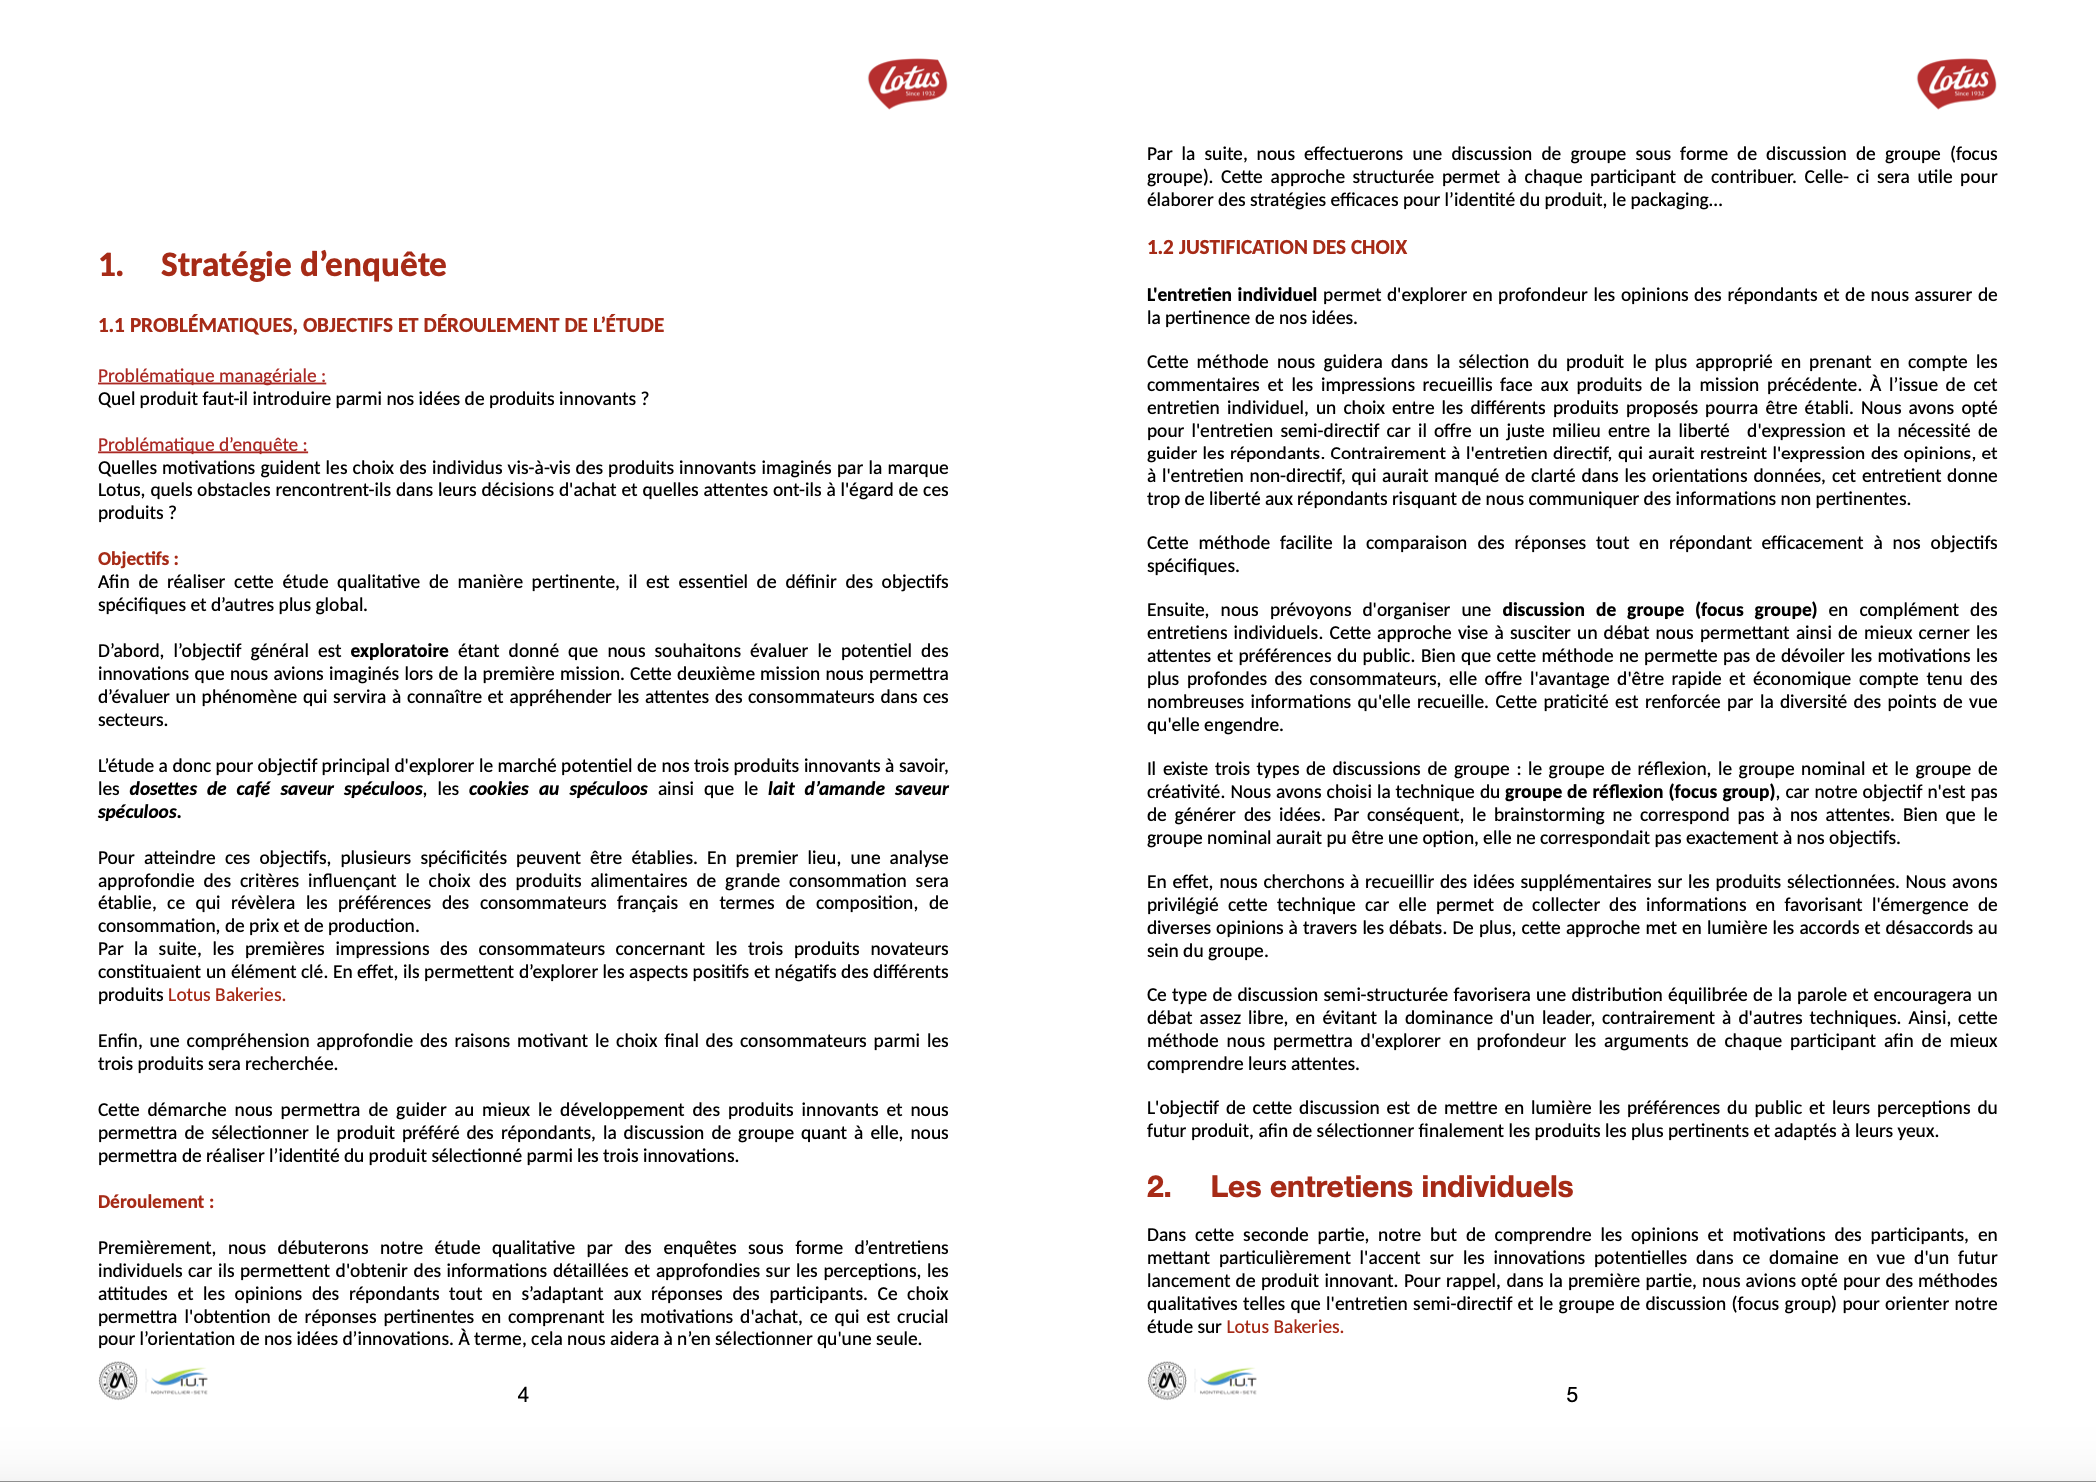 Lotus
Since 1932
1. Stratégie d’enquête
1.1 PROBLÉMATIQUES, OBJECTIFS ET DÉROULEMENT DE L’ÉTUDE
Problématique managériale :
Quel produit faut-il introduire parmi nos idées de produits innovants ?
Problématique d’enquête :
Quelles motivations guident les choix des individus vis-à-vis des produits innovants imaginés par la marque
Lotus, quels obstacles rencontrent-ils dans leurs décisions d'achat et quelles attentes ont-ils à l'égard de ces
produits ?
Objectifs :
Afin de réaliser cette étude qualitative de manière pertinente, il est essentiel de définir des objectifs
spécifiques et d’autres plus global.
D’abord, l’objectif général est exploratoire étant donné que nous souhaitons évaluer le potentiel des
innovations que nous avions imaginés lors de la première mission. Cette deuxième mission nous permettra
d’évaluer un phénomène qui servira à connaître et appréhender les attentes des consommateurs dans ces
secteurs.
L’étude a donc pour objectif principal d'explorer le marché potentiel de nos trois produits innovants à savoir,
les dosettes de café saveur spéculoos, les cookies au spéculoos ainsi que le lait d’amande saveur
spéculoos.
Pour atteindre ces objectifs, plusieurs spécificités peuvent être établies. En premier lieu, une analyse
approfondie des critères influençant le choix des produits alimentaires de grande consommation sera
établie, ce qui révèlera les préférences des consommateurs français en termes de composition, de
consommation, de prix et de production.
Par la suite, les premières impressions des consommateurs concernant les trois produits novateurs
constituaient un élément clé. En effet, ils permettent d’explorer les aspects positifs et négatifs des différents
produits Lotus Bakeries.
Enfin, une compréhension approfondie des raisons motivant le choix final des consommateurs parmi les
trois produits sera recherchée.
Cette démarche nous permettra de guider au mieux le développement des produits innovants et nous
permettra de sélectionner le produit préféré des répondants, la discussion de groupe quant à elle, nous
permettra de réaliser l’identité du produit sélectionné parmi les trois innovations.
Déroulement :
Premièrement, nous débuterons notre étude qualitative par des enquêtes sous forme d’entretiens
individuels car ils permettent d'obtenir des informations détaillées et approfondies sur les perceptions, les
attitudes et les opinions des répondants tout en s’adaptant aux réponses des participants. Ce choix
permettra l'obtention de réponses pertinentes en comprenant les motivations d'achat, ce qui est crucial
pour l’orientation de nos idées d’innovations. À terme, cela nous aidera à n’en sélectionner qu'une seule.
I.U.T
MONTPELLIER-SETE
4
Lotus
Since 1932
Par la suite, nous effectuerons une discussion de groupe sous forme de discussion de groupe (focus
groupe). Cette approche structurée permet à chaque participant de contribuer. Celle- ci sera utile pour
élaborer des stratégies efficaces pour l’identité du produit, le packaging...
1.2 JUSTIFICATION DES CHOIX
L'entretien individuel permet d'explorer en profondeur les opinions des répondants et de nous assurer de
la pertinence de nos idées.
Cette méthode nous guidera dans la sélection du produit le plus approprié en prenant en compte les
commentaires et les impressions recueillis face aux produits de la mission précédente. À l’issue de cet
entretien individuel, un choix entre les différents produits proposés pourra être établi. Nous avons opté
pour l'entretien semi-directif car il offre un juste milieu entre la liberté d'expression et la nécessité de
guider les répondants. Contrairement à l'entretien directif, qui aurait restreint l'expression des opinions, et
à l'entretien non-directif, qui aurait manqué de clarté dans les orientations données, cet entretient donne
trop de liberté aux répondants risquant de nous communiquer des informations non pertinentes.
Cette méthode facilite la comparaison des réponses tout en répondant efficacement à nos objectifs
spécifiques.
Ensuite, nous prévoyons d'organiser une discussion de groupe (focus groupe) en complément des
entretiens individuels. Cette approche vise à susciter un débat nous permettant ainsi de mieux cerner les
attentes et préférences du public. Bien que cette méthode ne permette pas de dévoiler les motivations les
plus profondes des consommateurs, elle offre l'avantage d'être rapide et économique compte tenu des
nombreuses informations qu'elle recueille. Cette praticité est renforcée par la diversité des points de vue
qu'elle engendre.
Il existe trois types de discussions de groupe : le groupe de réflexion, le groupe nominal et le groupe de
créativité. Nous avons choisi la technique du groupe de réflexion (focus group), car notre objectif n'est pas
de générer des idées. Par conséquent, le brainstorming ne correspond pas à nos attentes. Bien que le
groupe nominal aurait pu être une option, elle ne correspondait pas exactement à nos objectifs.
En effet, nous cherchons à recueillir des idées supplémentaires sur les produits sélectionnées. Nous avons
privilégié cette technique car elle permet de collecter des informations en favorisant l'émergence de
diverses opinions à travers les débats. De plus, cette approche met en lumière les accords et désaccords au
sein du groupe.
Ce type de discussion semi-structurée favorisera une distribution équilibrée de la parole et encouragera un
débat assez libre, en évitant la dominance d'un leader, contrairement à d'autres techniques. Ainsi, cette
méthode nous permettra d'explorer en profondeur les arguments de chaque participant afin de mieux
comprendre leurs attentes.
L'objectif de cette discussion est de mettre en lumière les préférences du public et leurs perceptions du
futur produit, afin de sélectionner finalement les produits les plus pertinents et adaptés à leurs yeux.
2. Les entretiens individuels
Dans cette seconde partie, notre but de comprendre les opinions et motivations des participants, en
mettant particulièrement l'accent sur les innovations potentielles dans ce domaine en vue d'un futur
lancement de produit innovant. Pour rappel, dans la première partie, nous avions opté pour des méthodes
qualitatives telles que l'entretien semi-directif et le groupe de discussion (focus group) pour orienter notre
étude sur Lotus Bakeries.
I.U.T
MONTPELLIER-SETE
5